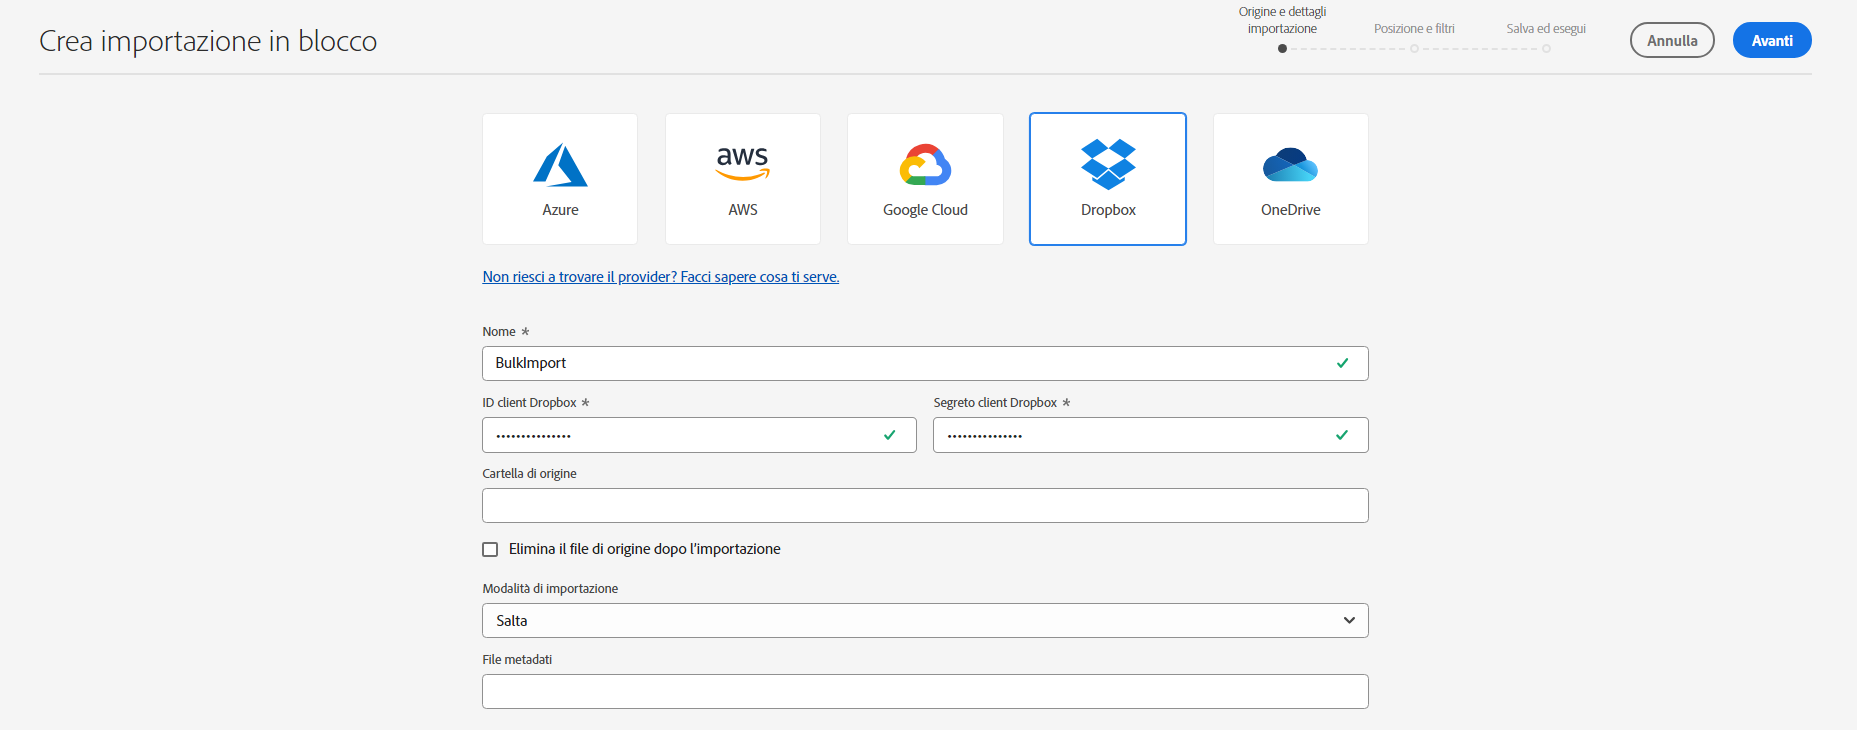 Crea importazione in blocco
Origine e dettagli
importazione
Posizione e filtri
Salva ed esegui
Annulla
Avanti
aws
Azure
AWS
Google Cloud
Dropbox
OneDrive
Non riesci a trovare il provider? Facci sapere cosa ti serve.
Nome *
BulkImport
ID client Dropbox *
Segreto client Dropbox *
•••••••••••••••
•••••••••••••••
Cartella di origine
Elimina il file di origine dopo l'importazione
Modalità di importazione
Salta
File metadati